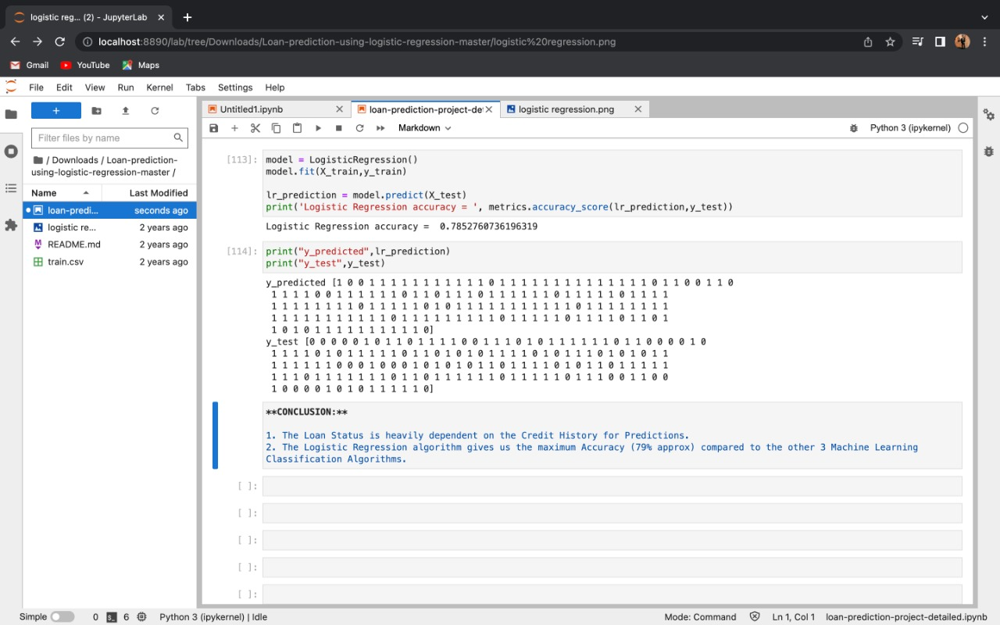 logistic reg... (2) - JupyterLab
localhost:8890/lab/tree/Downloads/Loan-prediction-using-logistic-regression-master/logistic%20regression.png
Gmail YouTube Maps
File Edit View Run Kernel Tabs Settings Help
Untitled1.ipynb loan-prediction-project-det logistic regression.png
Markdown Python 3 (ipykernel)
Filter files by name
/ Downloads / Loan-prediction-
using-logistic-regression-master /
Name Last Modified
loan-predi... seconds ago
logistic re... 2 years ago
README.md 2 years ago
train.csv 2 years ago
[113]: model = LogisticRegression()
model.fit(X_train,y_train)
lr_prediction = model.predict(X_test)
print('Logistic Regression accuracy = ', metrics.accuracy_score(lr_prediction,y_test))
Logistic Regression accuracy =  0.7852760736196319
[114]: print("y_predicted",lr_prediction)
print("y_test",y_test)
y_predicted [1 0 0 1 1 1 1 1 1 1 1 1 1 1 0 1 1 1 1 1 1 1 1 1 1 1 1 1 1 0 1 1 0 0 1 1 0
1 1 1 1 0 0 1 1 1 1 1 1 0 1 1 0 1 1 1 0 1 1 1 1 1 1 0 1 1 1 1 1 0 1 1 1 1
1 1 1 1 1 1 1 1 0 1 1 1 1 1 0 1 0 1 1 1 1 1 1 1 1 1 1 1 0 1 1 1 1 1 1 1 1
1 1 1 1 1 1 1 1 1 1 1 0 1 1 1 1 1 1 1 1 1 0 1 1 1 1 1 0 1 1 1 1 0 1 1 0 1
1 0 1 0 1 1 1 1 1 1 1 1 1 1 0]
y_test [0 0 0 0 0 1 0 1 1 0 1 1 1 1 0 0 1 1 1 0 1 0 1 1 1 1 1 1 0 1 1 0 0 0 0 1 0
1 1 1 1 0 1 0 1 1 1 1 1 0 1 1 0 1 0 1 0 1 1 1 1 0 1 0 1 1 1 0 1 0 1 0 1 1
1 1 1 1 1 1 0 0 0 1 0 0 0 1 0 1 0 1 0 1 1 0 1 1 1 0 1 0 1 1 0 1 1 1 1 1
1 1 1 0 1 1 1 1 1 1 0 1 1 0 1 1 1 1 1 1 0 1 1 1 1 1 0 1 1 1 0 0 1 1 0 0
1 0 0 0 0 1 0 1 0 1 1 1 1 1 0]
**CONCLUSION:**
1. The Loan Status is heavily dependent on the Credit History for Predictions.
2. The Logistic Regression algorithm gives us the maximum Accuracy (79% approx) compared to the other 3 Machine Learning
Classification Algorithms.
[ ]:
[ ]:
[ ]:
[ ]:
[ ]:
Simple 0 6 Python 3 (ipykernel) | Idle Mode: Command Ln 1, Col 1 loan-prediction-project-detailed.ipynb